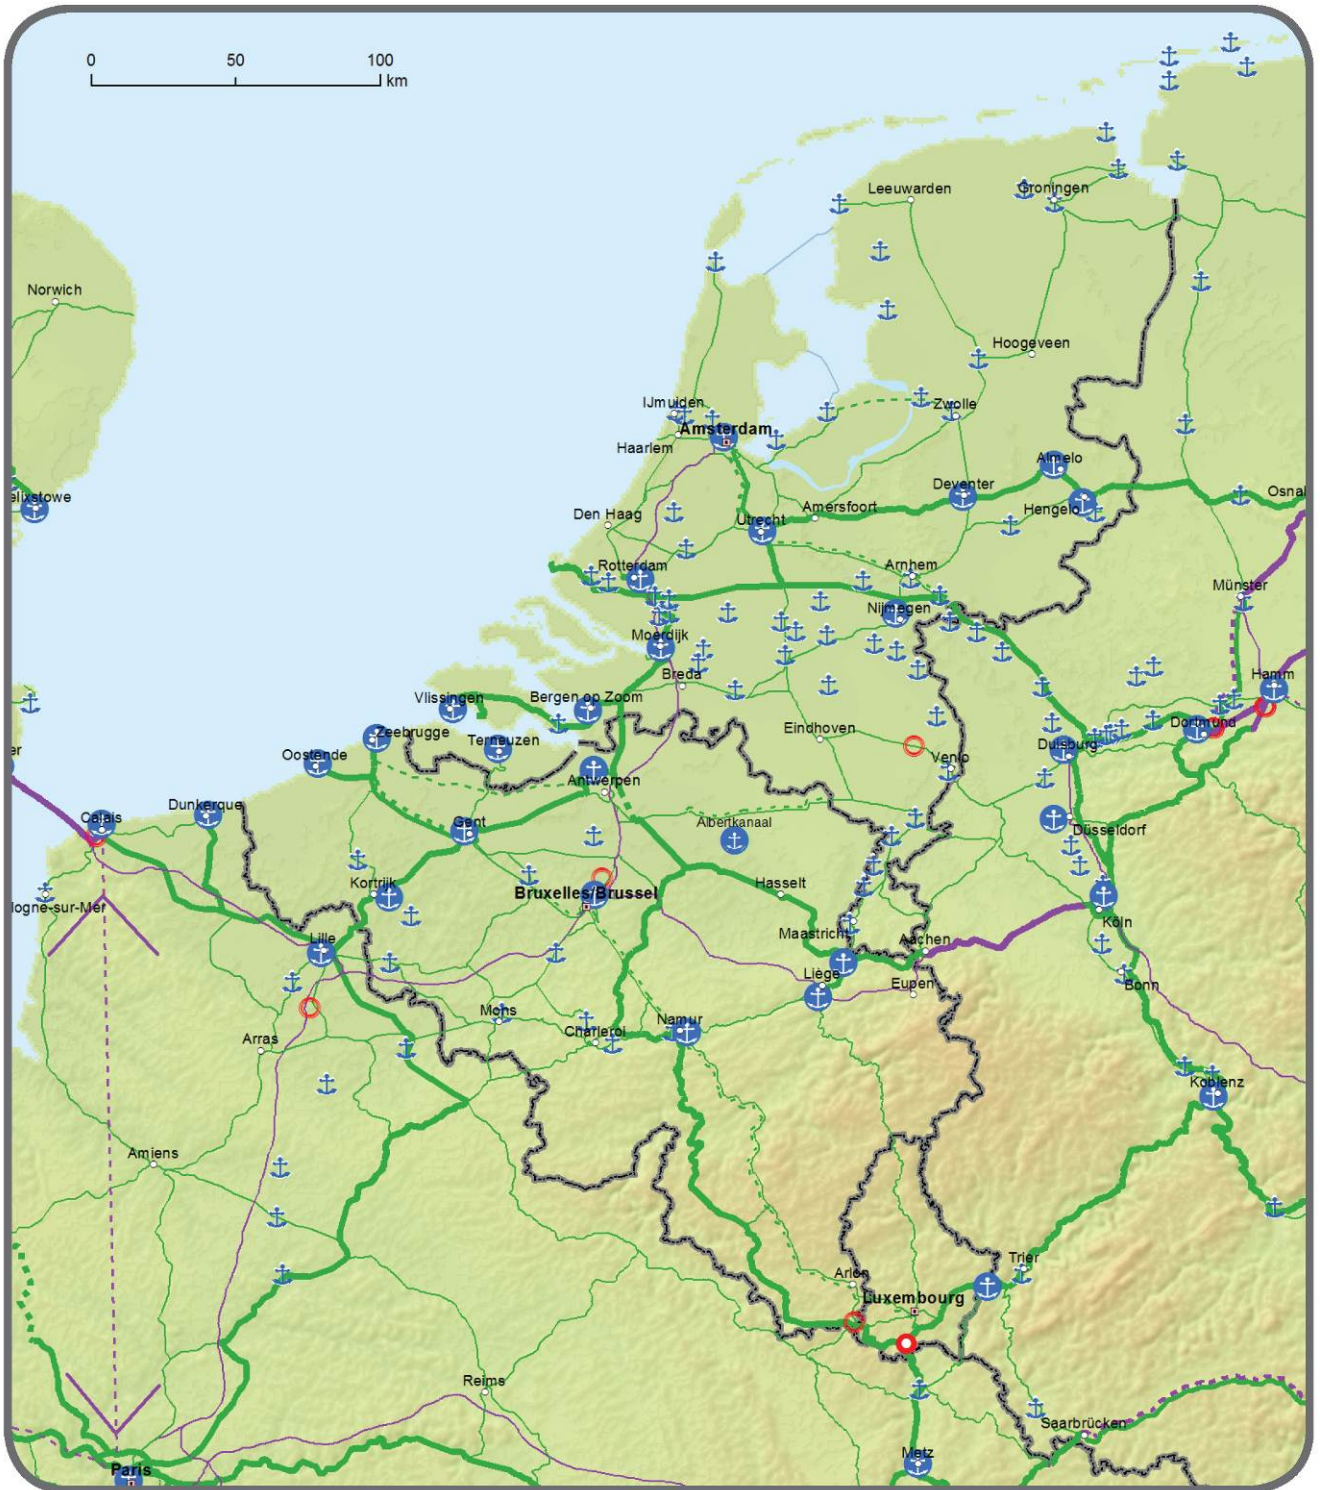 0 50 100
km
Leeuwarden
Groningen
Norwich
Hoogeveen
IJmuiden
Zwolle
Amsterdam
Haarlem
Almelo
Deventer
elixstowe
Osnal
Hengelo
Amersfoort
Den Haag
Utrecht
Rotterdam
Arnhem
Münster
Nijmegen
Moerdijk
Breda
Hamm
Vlissingen
Bergen op Zoom
Dortmund
Zeebrugge
Eindhoven
Terneuzen
Duisburg
er
Oostende
Venlo
Antwerpen
Dunkerque
Calais
Gent
Albertkanaal
Düsseldorf
Kortrijk
Hasselt
Bruxelles/Brussel
logne-sur-Mer
Köln
Maastricht
Lille
Aachen
Liège
Eupen
Bonn
Mons
Namur
Charleroi
Arras
Koblenz
Amiens
Trier
Arlon
Luxembourg
Reims
Saarbrücken
Metz
Paris